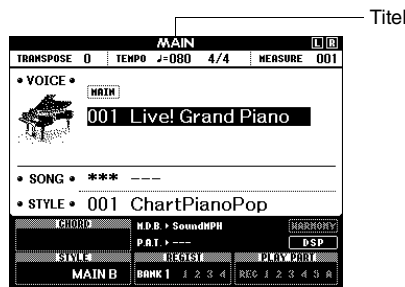 Titel
MAIN L R
TRANSPOSE 0 TEMPO ♩=080 4/4 MEASURE 001
• VOICE •
MAIN
001 Live! Grand Piano
• SONG • *** ---
• STYLE • 001 ChartPianoPop
CHORD M.D.B. ▸ SoundMPH HARMONY
P.A.T. ▸ --- DSP
STYLE REGIST PLAY PART
MAIN B BANK 1 1 2 3 4 REC 1 2 3 4 5 A